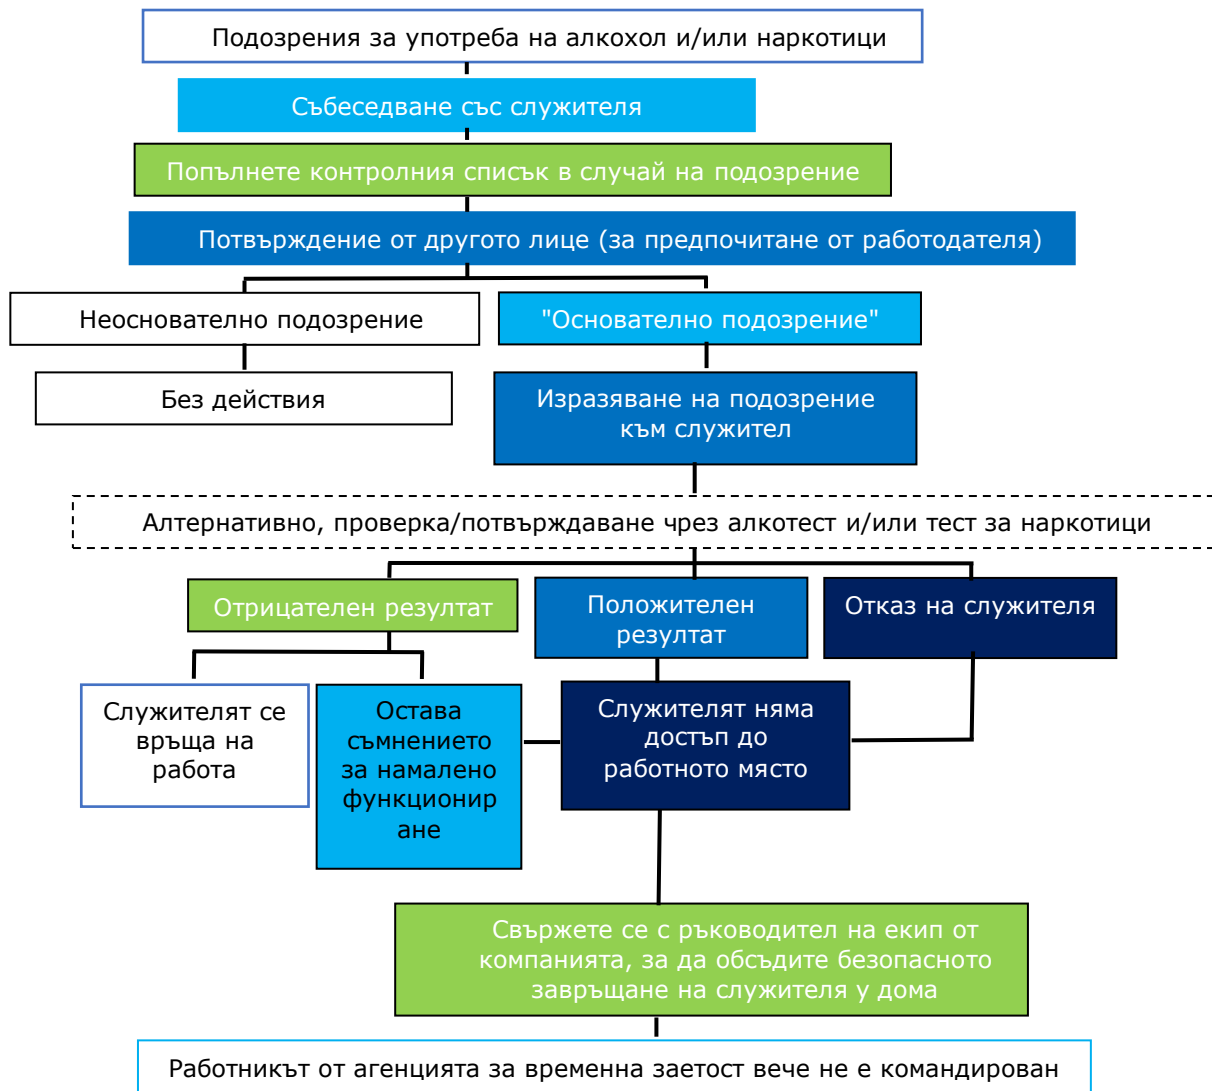 Подозрения за употреба на алкохол и/или наркотици
Събеседване със служителя
Попълнете контролния списък в случай на подозрение
Потвърждение от другото лице (за предпочитане от работодателя)
Неоснователно подозрение
"Основателно подозрение"
Без действия
Изразяване на подозрение
към служител
Алтернативно, проверка/потвърждаване чрез алкотест и/или тест за наркотици
Отрицателен резултат
Положителен
резултат
Отказ на служителя
Служителят се
връща на
работа
Остава
съмнението
за намалено
функционир
ане
Служителят няма
достъп до
работното място
Свържете се с ръководител на екип от
компанията, за да обсъдите безопасното
завръщане на служителя у дома
Работникът от агенцията за временна заетост вече не е командирован